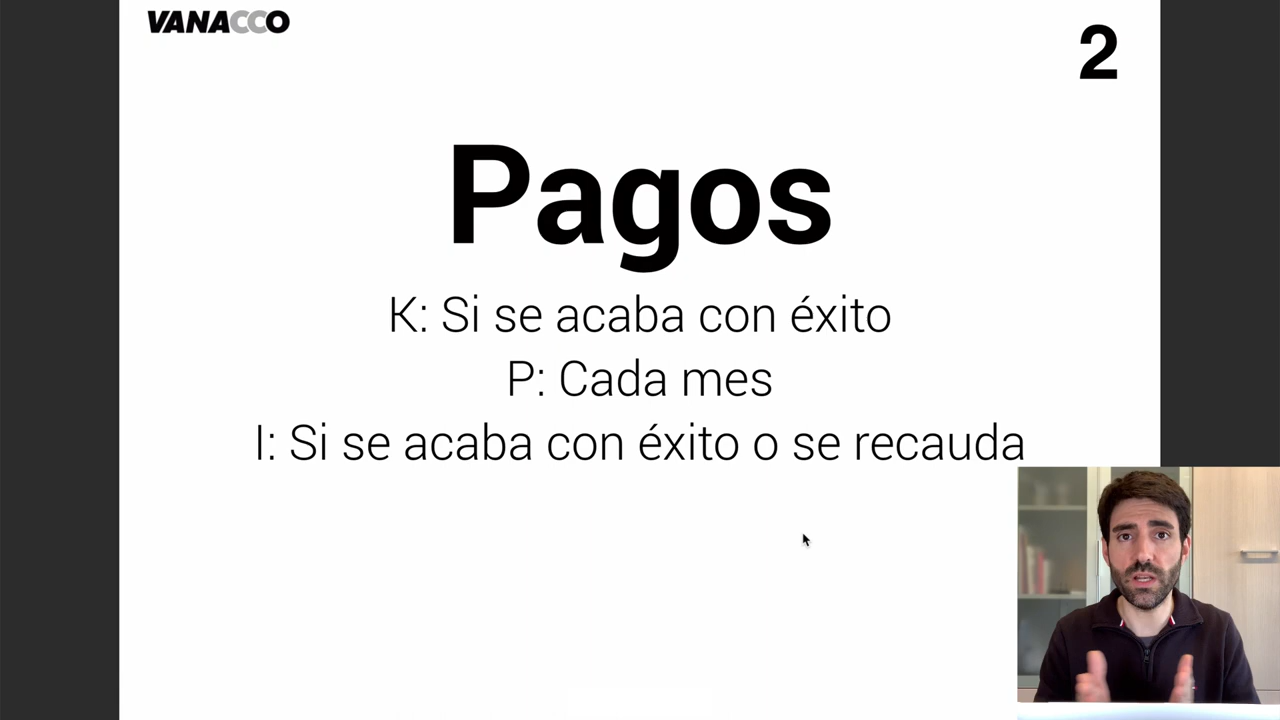 VANACCO
2
Pagos
K: Si se acaba con éxito
P: Cada mes
I: Si se acaba con éxito o se recauda